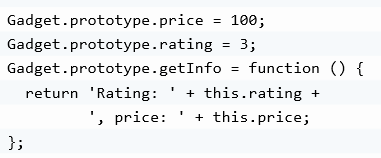 Gadget.prototype.price = 100;
Gadget.prototype.rating = 3;
Gadget.prototype.getInfo = function () {
  return 'Rating: ' + this.rating +
         ', price: ' + this.price;
};